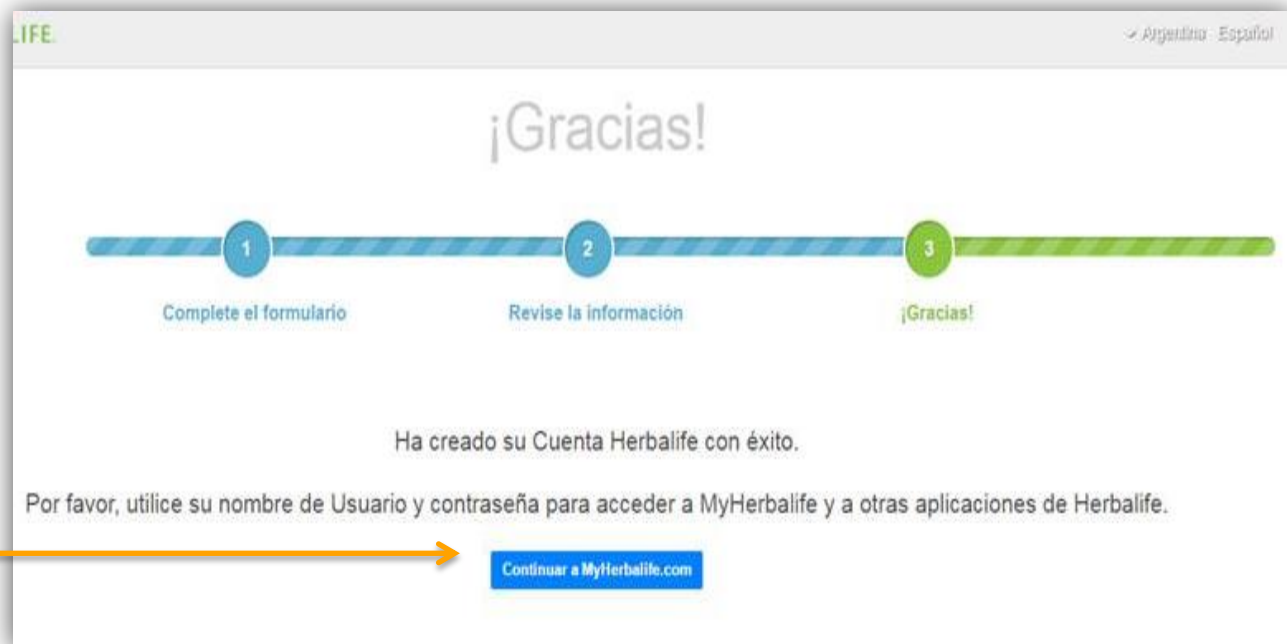 LIFE.
Argentina Español
¡Gracias!
1 2 3
Complete el formulario Revise la información ¡Gracias!
Ha creado su Cuenta Herbalife con éxito.
Por favor, utilice su nombre de Usuario y contraseña para acceder a MyHerbalife y a otras aplicaciones de Herbalife.
Continuar a MyHerbalife.com